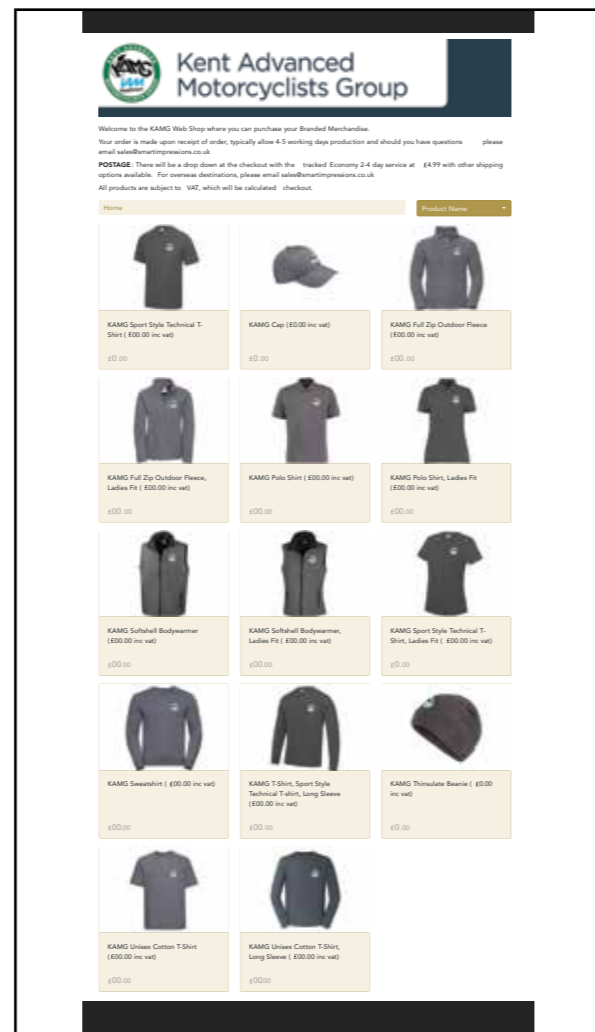 Kent Advanced
Motorcyclists Group
Welcome to the KAMG Web Shop where you can purchase your Branded Merchandise.
Your order is made upon receipt of order, typically allow 4-5 working days production and should you have questions please
email sales@smartimpressions.co.uk
POSTAGE : There will be a drop down at the checkout with the tracked Economy 2-4 day service at £4.99 with other shipping
options available. For overseas destinations, please email sales@smartimpressions.co.uk
All products are subject to VAT, which will be calculated checkout.
Home
Product Name
KAMG Sport Style Technical T-
Shirt ( £00.00 inc vat)
£0.00
KAMG Cap (£0.00 inc vat)
£0.00
KAMG Full Zip Outdoor Fleece
(£00.00 inc vat)
£00.00
KAMG Full Zip Outdoor Fleece,
Ladies Fit ( £00.00 inc vat)
£00.00
KAMG Polo Shirt ( £00.00 inc vat)
£00.00
KAMG Polo Shirt, Ladies Fit
(£00.00 inc vat)
£00.00
KAMG Softshell Bodywarmer
(£00.00 inc vat)
£00.00
KAMG Softshell Bodywarmer,
Ladies Fit ( £00.00 inc vat)
£00.00
KAMG Sport Style Technical T-
Shirt, Ladies Fit ( £00.00 inc vat)
£00.00
KAMG Sweatshirt ( £00.00 inc vat)
£00.00
KAMG T-Shirt, Sport Style
Technical T-shirt, Long Sleeve
(£00.00 inc vat)
£00.00
KAMG Thinsulate Beanie ( £0.00
inc vat)
£0.00
KAMG Unisex Cotton T-Shirt
(£00.00 inc vat)
£00.00
KAMG Unisex Cotton T-Shirt,
Long Sleeve ( £00.00 inc vat)
£00.00